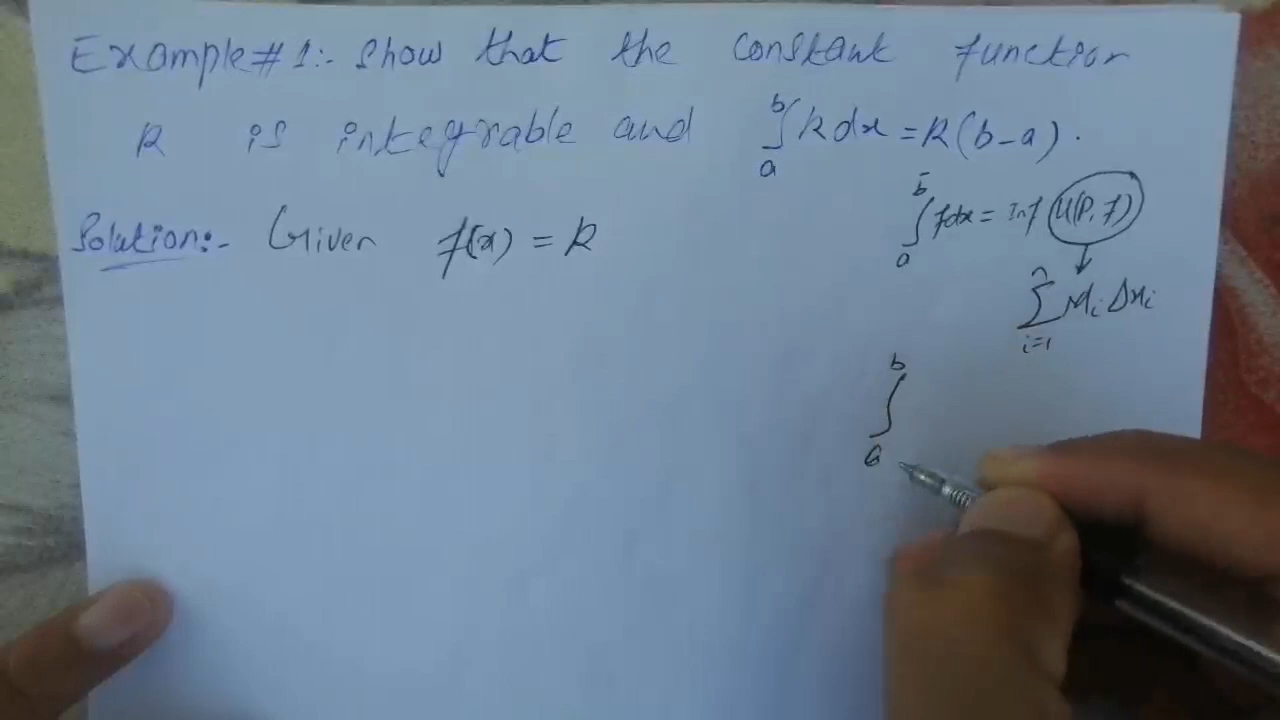 Example #1:- Show that the constant function
k is integrable and ∫_a^b k dx = k(b-a).
Solution:- Given f(x) = k
∫_a^b̄ f dx = Inf U(P, f)
↓
∑_{i=1}^n M_i Δx_i
∫_a^b